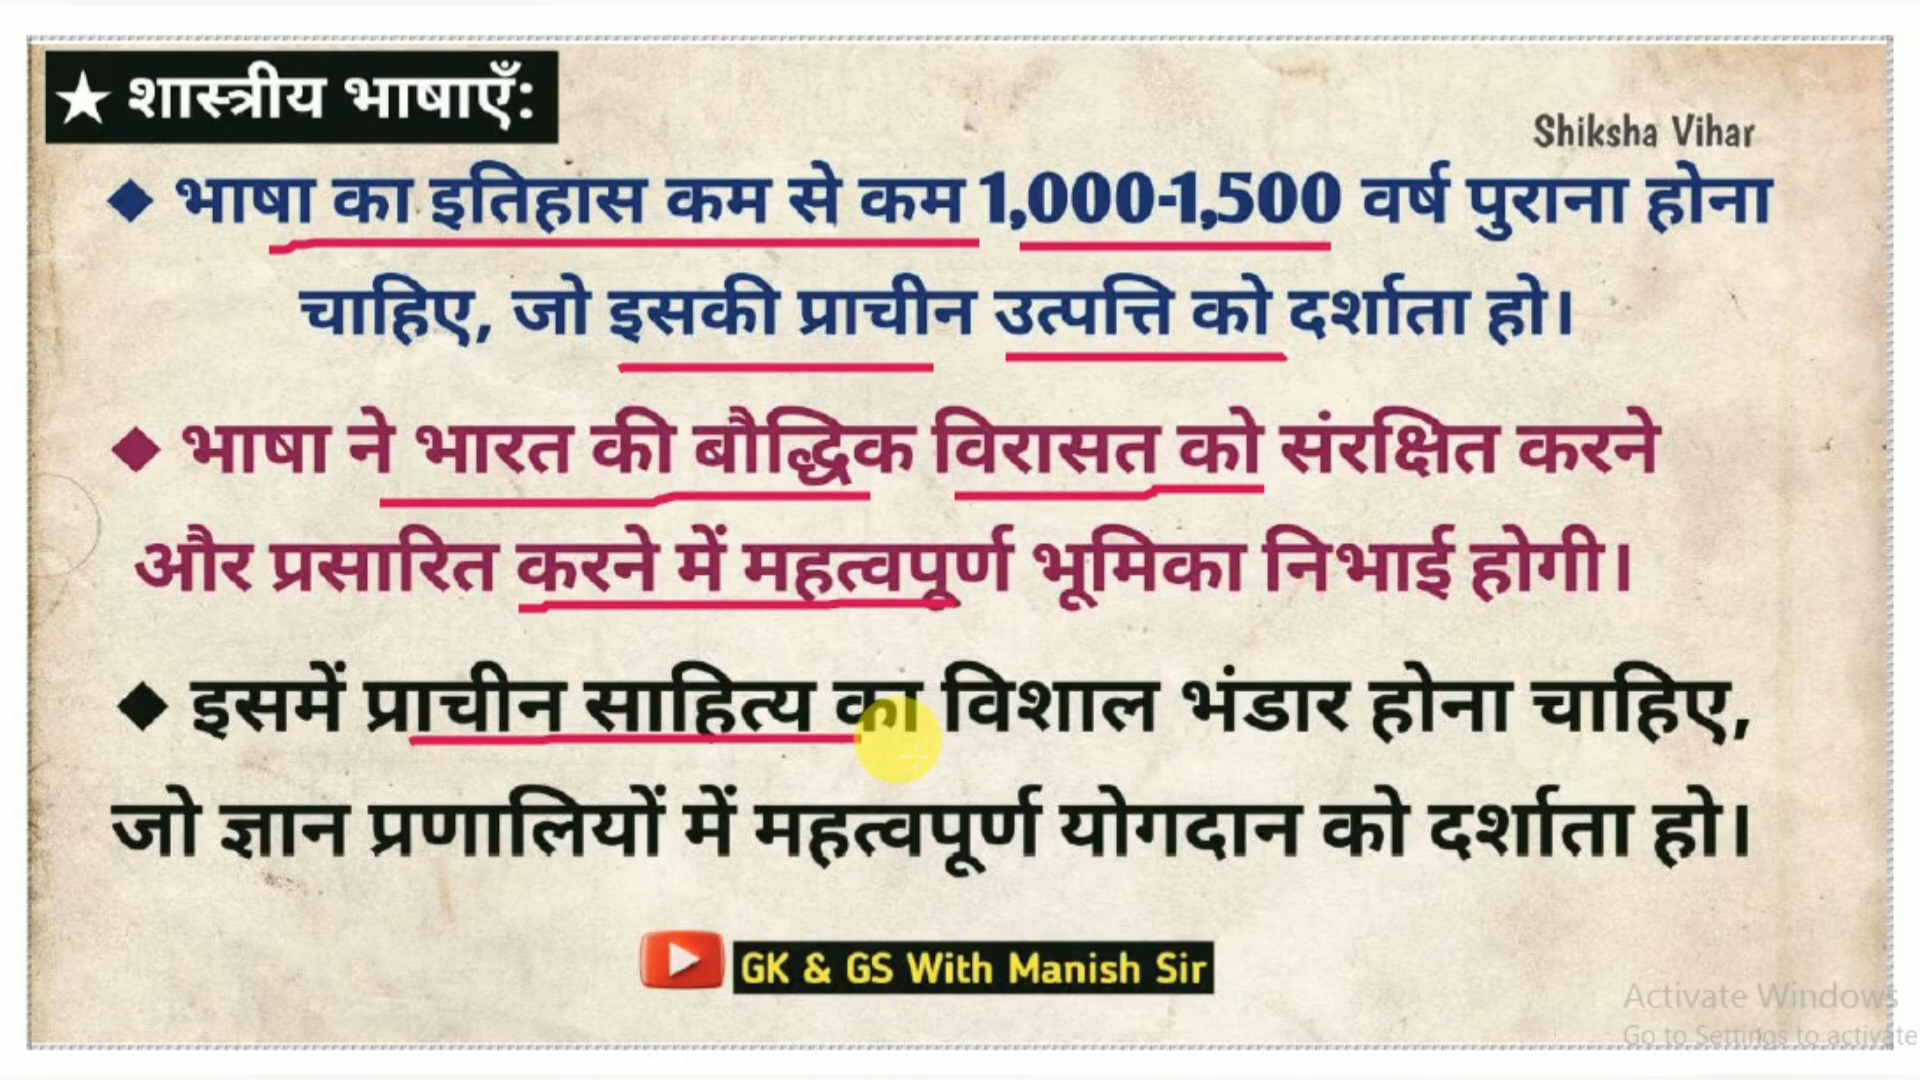 ★ शास्त्रीय भाषाएँ:
Shiksha Vihar
◆ भाषा का इतिहास कम से कम 1,000-1,500 वर्ष पुराना होना
चाहिए, जो इसकी प्राचीन उत्पत्ति को दर्शाता हो।
◆ भाषा ने भारत की बौद्धिक विरासत को संरक्षित करने
और प्रसारित करने में महत्वपूर्ण भूमिका निभाई होगी।
◆ इसमें प्राचीन साहित्य का विशाल भंडार होना चाहिए,
जो ज्ञान प्रणालियों में महत्वपूर्ण योगदान को दर्शाता हो।
GK & GS With Manish Sir
Activate Windows
Go to Settings to activate